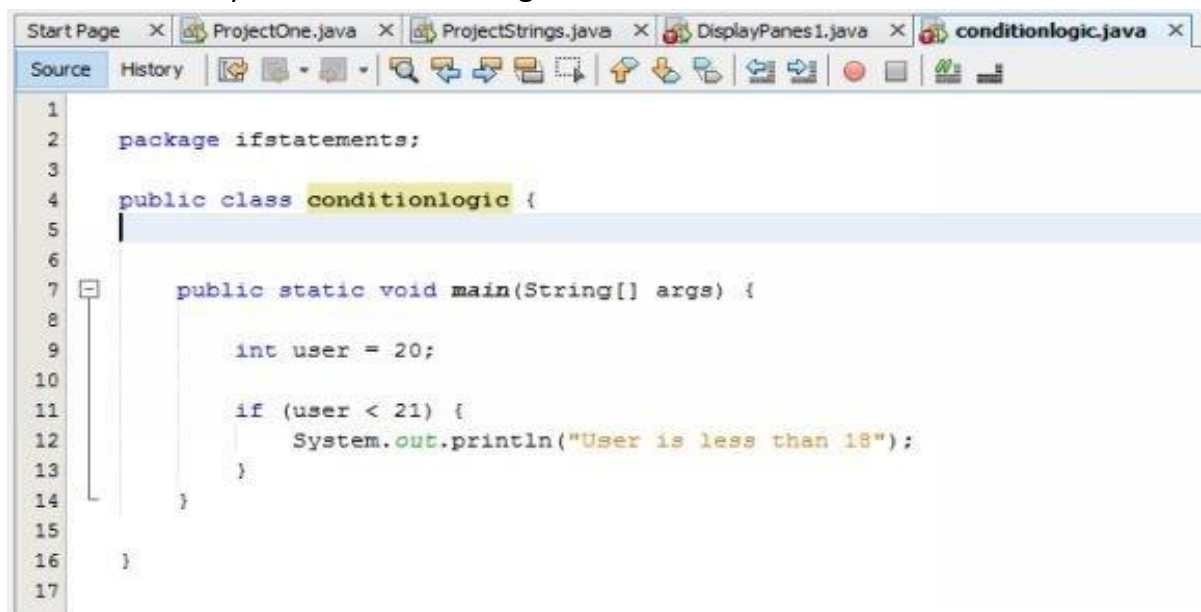 Start Page ProjectOne.java ProjectStrings.java DisplayPanes1.java conditionlogic.java
Source History
1
2 package ifstatements;
3
4 public class conditionlogic {
5
6
7 public static void main(String[] args) {
8
9 int user = 20;
10
11 if (user < 21) {
12 System.out.println("User is less than 18");
13 }
14 }
15
16 }
17